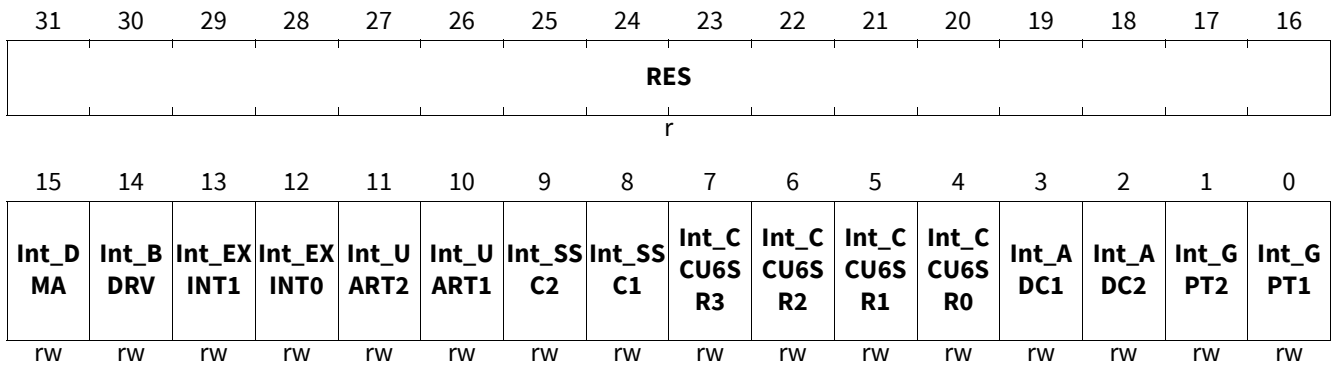 31 30 29 28 27 26 25 24 23 22 21 20 19 18 17 16
RES
r
15 14 13 12 11 10 9 8 7 6 5 4 3 2 1 0
Int_D Int_B Int_EX Int_EX Int_U Int_U Int_SS Int_SS Int_C Int_C Int_C Int_C Int_A Int_A Int_G Int_G
MA DRV INT1 INT0 ART2 ART1 C2 C1 CU6S CU6S CU6S CU6S DC1 DC2 PT2 PT1
R3 R2 R1 R0
rw rw rw rw rw rw rw rw rw rw rw rw rw rw rw rw